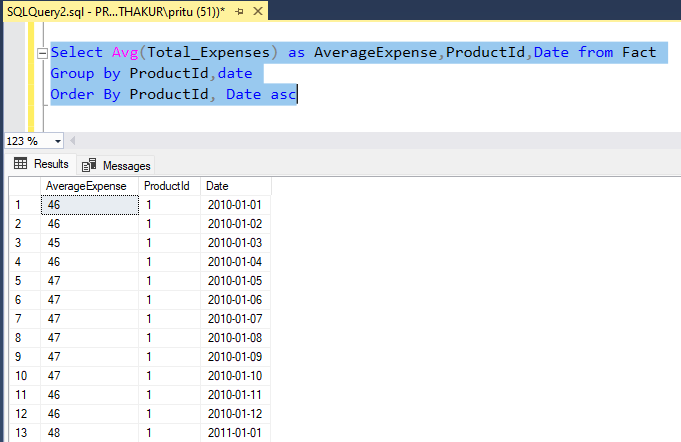 SQLQuery2.sql - PR...THAKUR\pritu (51))*
Select Avg(Total_Expenses) as AverageExpense,ProductId,Date from Fact
Group by ProductId,date
Order By ProductId, Date asc
123 %
Results Messages
AverageExpense ProductId Date
1 46 1 2010-01-01
2 46 1 2010-01-02
3 45 1 2010-01-03
4 46 1 2010-01-04
5 47 1 2010-01-05
6 47 1 2010-01-06
7 47 1 2010-01-07
8 47 1 2010-01-08
9 47 1 2010-01-09
10 47 1 2010-01-10
11 46 1 2010-01-11
12 46 1 2010-01-12
13 48 1 2011-01-01